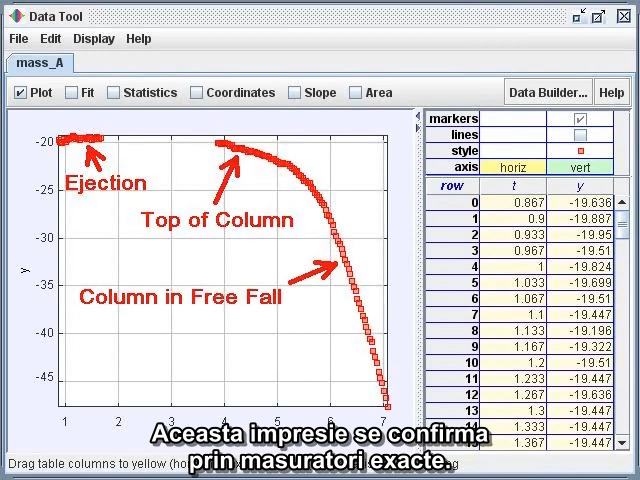 Data Tool
File Edit Display Help
mass_A
Plot Fit Statistics Coordinates Slope Area Data Builder... Help
markers
lines
style
axis horiz vert
row t y
0 0.867 -19.636
1 0.9 -19.887
2 0.933 -19.95
3 0.967 -19.51
4 1 -19.824
5 1.033 -19.699
6 1.067 -19.51
7 1.1 -19.447
8 1.133 -19.196
9 1.167 -19.322
10 1.2 -19.51
11 1.233 -19.447
12 1.267 -19.636
13 1.3 -19.447
14 1.333 -19.447
15 1.367 -19.447
-20
-25
-30
-35
-40
-45
y
1 2 3 4 5 6 7
Ejection
Top of Column
Column in Free Fall
Aceasta impresie se confirma
prin masuratori exacte.
Drag table columns to yellow (ho